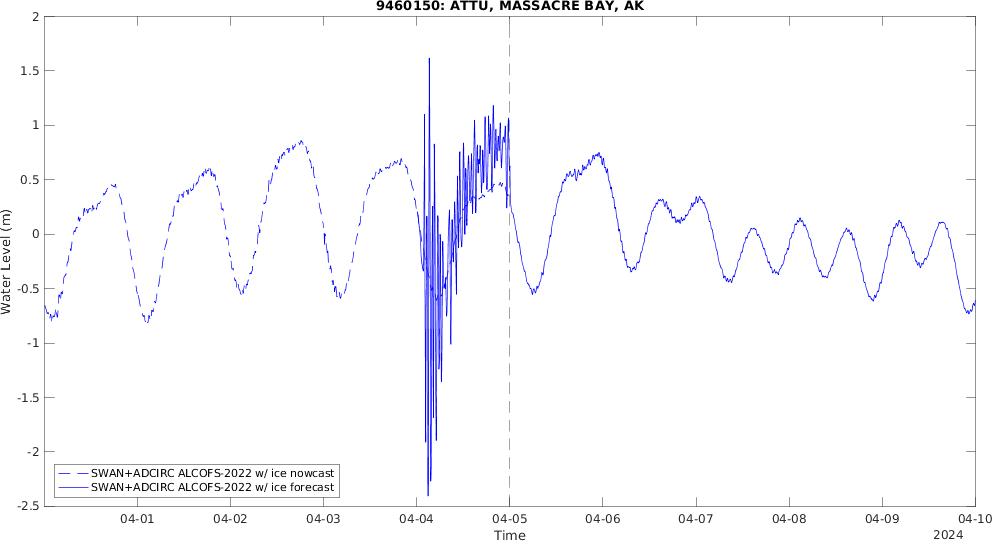 9460150: ATTU, MASSACRE BAY, AK
2
1.5
1
0.5
0
-0.5
-1
-1.5
-2
-2.5
Water Level (m)
SWAN+ADCIRC ALCOFS-2022 w/ ice nowcast
SWAN+ADCIRC ALCOFS-2022 w/ ice forecast
04-01 04-02 04-03 04-04 04-05 04-06 04-07 04-08 04-09 04-10
Time
2024